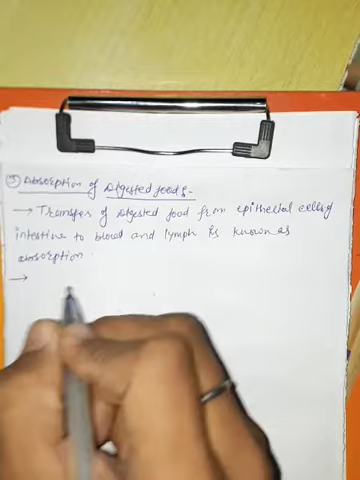 ③ Absorption of Digested food :-
→ Transfer of digested food from epithelial cells of
intestine to blood and lymph is known as
absorption.
→